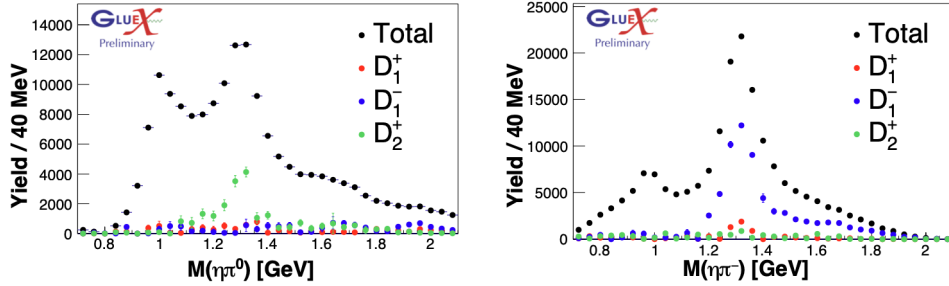 GLUEX
Preliminary
14000
12000
10000
8000
6000
4000
2000
0
Yield / 40 MeV
0.8 1 1.2 1.4 1.6 1.8 2
M(ηπ⁰) [GeV]
Total
D₁⁺
D₁⁻
D₂⁺
GLUEX
Preliminary
25000
20000
15000
10000
5000
0
Yield / 40 MeV
0.8 1 1.2 1.4 1.6 1.8 2
M(ηπ⁻) [GeV]
Total
D₁⁺
D₁⁻
D₂⁺